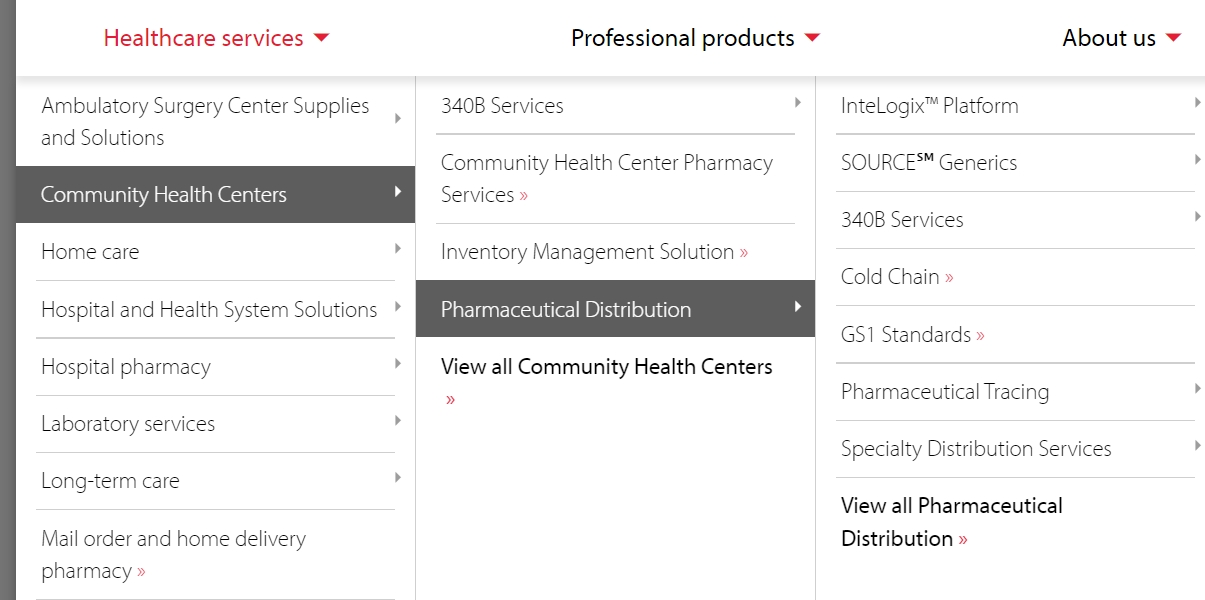 Healthcare services
Professional products
About us
Ambulatory Surgery Center Supplies
and Solutions
Community Health Centers
Home care
Hospital and Health System Solutions
Hospital pharmacy
Laboratory services
Long-term care
Mail order and home delivery
pharmacy »
340B Services
Community Health Center Pharmacy
Services »
Inventory Management Solution »
Pharmaceutical Distribution
View all Community Health Centers
»
InteLogix™ Platform
SOURCE℠ Generics
340B Services
Cold Chain »
GS1 Standards »
Pharmaceutical Tracing
Specialty Distribution Services
View all Pharmaceutical
Distribution »